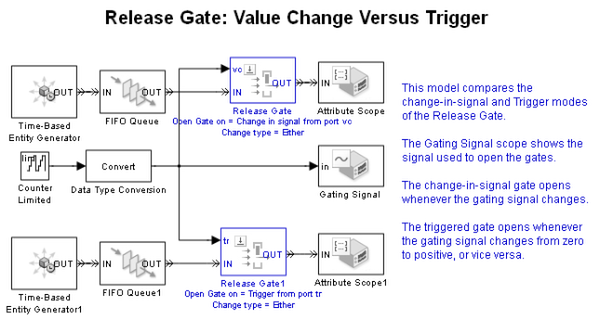 Release Gate: Value Change Versus Trigger
OUT
IN
OUT
vc
IN
OUT
IN
Time-Based
Entity Generator
FIFO Queue
Release Gate
Open Gate on = Change in signal from port vc
Change type = Either
Attribute Scope
This model compares the
change-in-signal and Trigger modes
of the Release Gate.
The Gating Signal scope shows the
signal used to open the gates.
The change-in-signal gate opens
whenever the gating signal changes.
The triggered gate opens whenever
the gating signal changes from zero
to positive, or vice versa.
lim
Counter
Limited
Convert
Data Type Conversion
in
Gating Signal
OUT
IN
OUT
tr
IN
OUT
IN
Time-Based
Entity Generator1
FIFO Queue1
Release Gate1
Open Gate on = Trigger from port tr
Change type = Either
Attribute Scope1